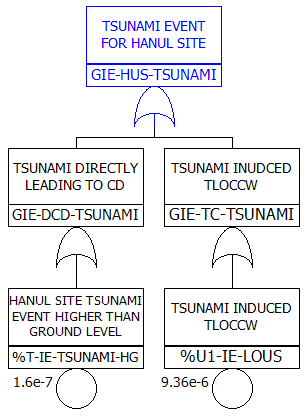 TSUNAMI EVENT
FOR HANUL SITE
GIE-HUS-TSUNAMI
TSUNAMI DIRECTLY
LEADING TO CD
GIE-DCD-TSUNAMI
TSUNAMI INUDCED
TLOCCW
GIE-TC-TSUNAMI
HANUL SITE TSUNAMI
EVENT HIGHER THAN
GROUND LEVEL
%T-IE-TSUNAMI-HG
1.6e-7
TSUNAMI INDUCED
TLOCCW
%U1-IE-LOUS
9.36e-6